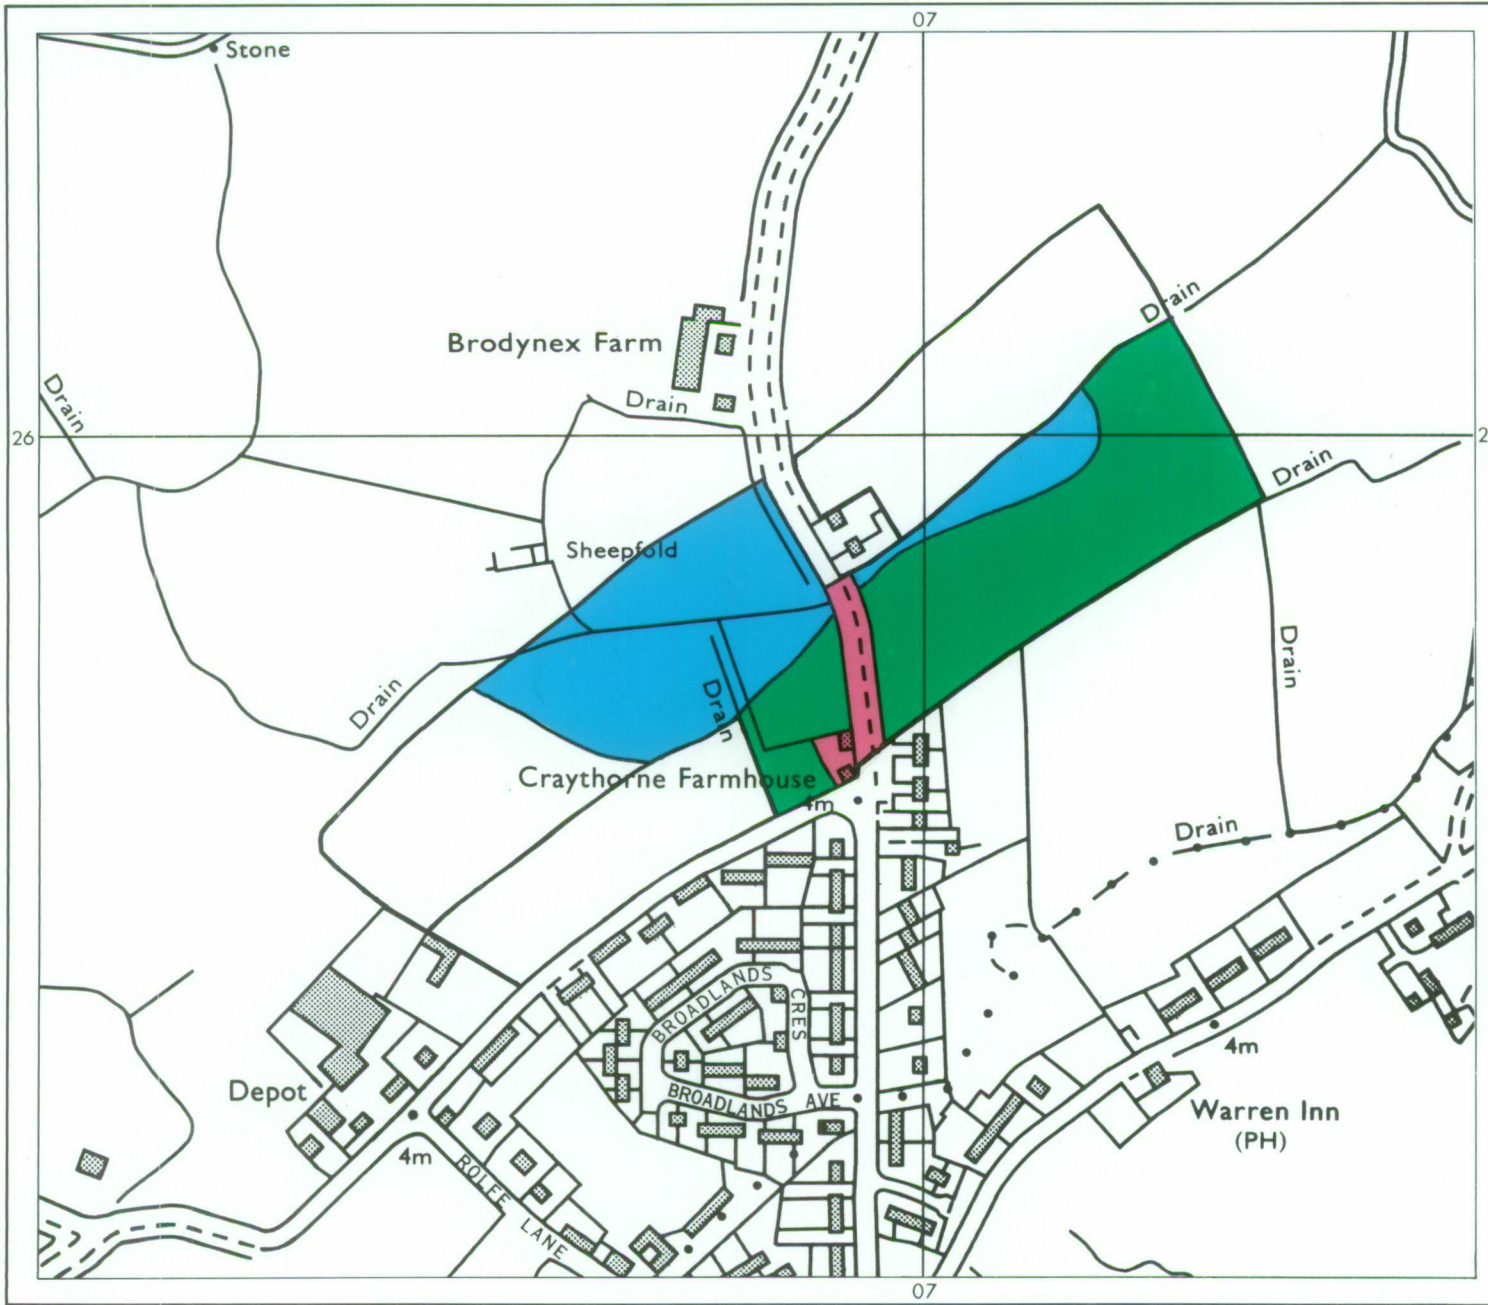 07
Stone
Drain
Brodynex Farm
Drain
Drain
26
2
Drain
Sheepfold
Drain
Drain
Drain
Craythorne Farmhouse
4m
Drain
BROADLANDS
CRES
BROADLANDS AVE
Depot
4m
Warren Inn
(PH)
4m
ROLFE LANE
07